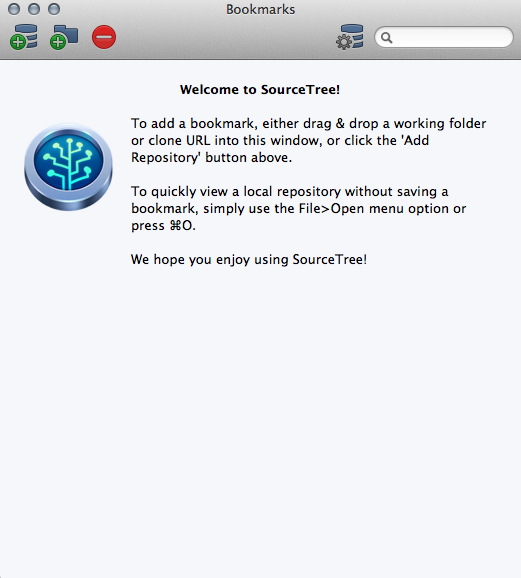 Bookmarks
Welcome to SourceTree!
To add a bookmark, either drag & drop a working folder
or clone URL into this window, or click the 'Add
Repository' button above.
To quickly view a local repository without saving a
bookmark, simply use the File>Open menu option or
press ⌘O.
We hope you enjoy using SourceTree!